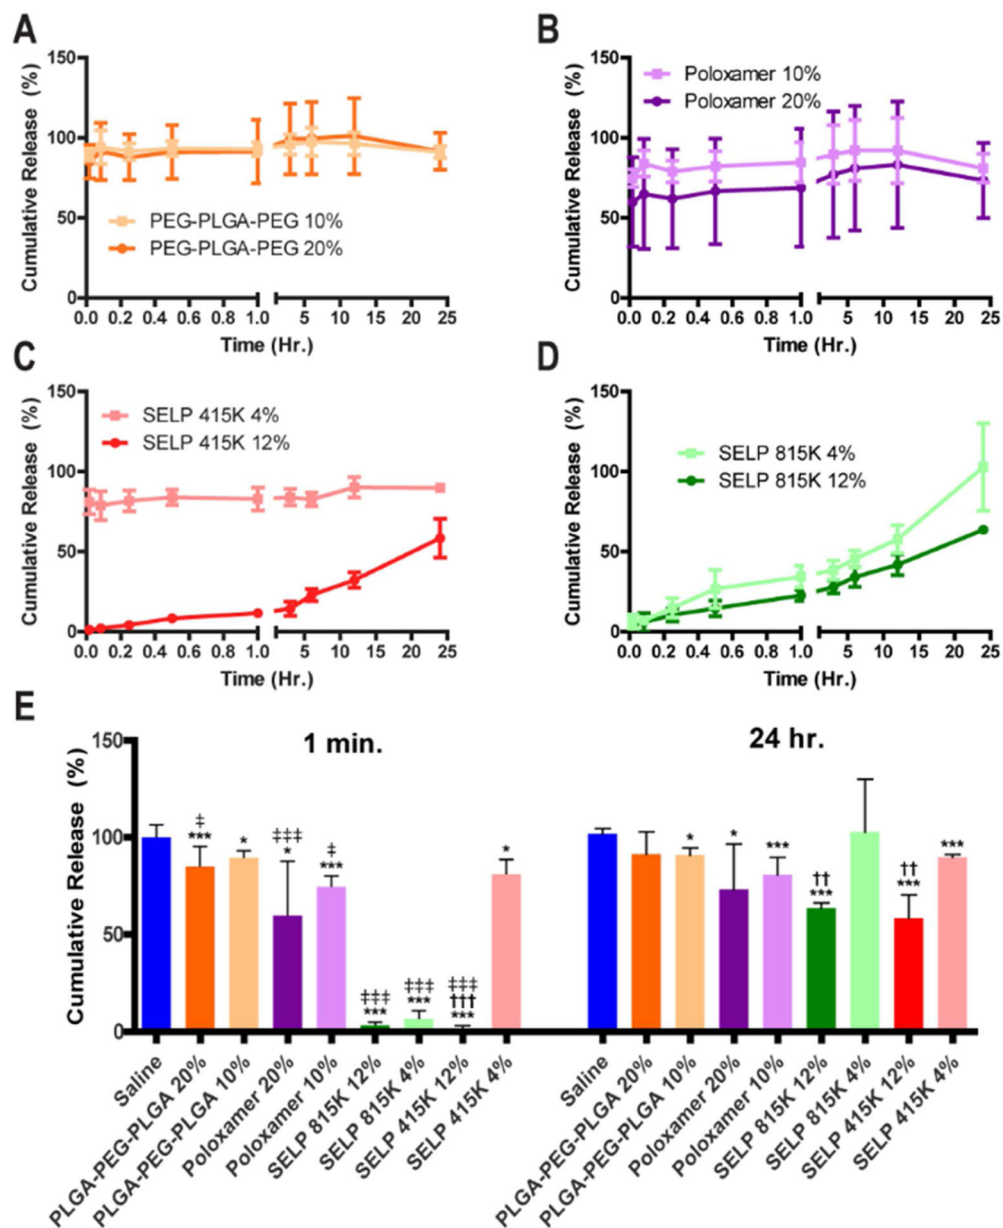 A
Cumulative Release (%)
150
100
50
0
PEG-PLGA-PEG 10%
PEG-PLGA-PEG 20%
0.0 0.2 0.4 0.6 0.8 1.0 5 10 15 20 25
Time (Hr.)
B
Cumulative Release (%)
150
100
50
0
Poloxamer 10%
Poloxamer 20%
0.0 0.2 0.4 0.6 0.8 1.0 5 10 15 20 25
Time (Hr.)
C
Cumulative Release (%)
150
100
50
0
SELP 415K 4%
SELP 415K 12%
0.0 0.2 0.4 0.6 0.8 1.0 5 10 15 20 25
Time (Hr.)
D
Cumulative Release (%)
150
100
50
0
SELP 815K 4%
SELP 815K 12%
0.0 0.2 0.4 0.6 0.8 1.0 5 10 15 20 25
Time (Hr.)
E
Cumulative Release (%)
150
100
50
0
1 min.
‡
***
*
‡‡‡
*
‡
***
‡‡‡
***
‡‡‡
***
‡‡‡
†††
***
*
Saline
PLGA-PEG-PLGA 20%
PLGA-PEG-PLGA 10%
Poloxamer 20%
Poloxamer 10%
SELP 815K 12%
SELP 815K 4%
SELP 415K 12%
SELP 415K 4%
24 hr.
*
*
***
††
***
††
***
***
Saline
PLGA-PEG-PLGA 20%
PLGA-PEG-PLGA 10%
Poloxamer 20%
Poloxamer 10%
SELP 815K 12%
SELP 815K 4%
SELP 415K 12%
SELP 415K 4%